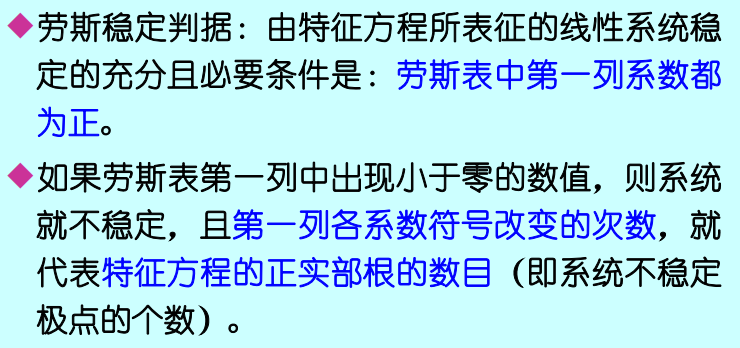 ◆劳斯稳定判据：由特征方程所表征的线性系统稳
定的充分且必要条件是：劳斯表中第一列系数都
为正。
◆如果劳斯表第一列中出现小于零的数值，则系统
就不稳定，且第一列各系数符号改变的次数，就
代表特征方程的正实部根的数目（即系统不稳定
极点的个数）。